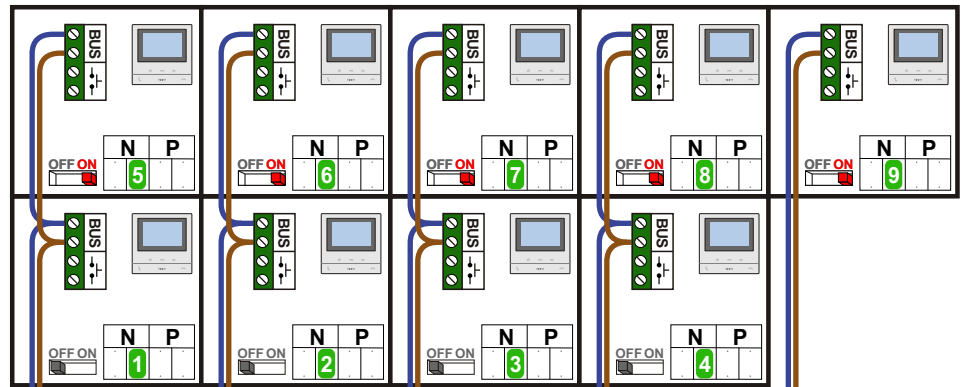 BUS BUS BUS BUS BUS
N P N P N P N P N P
OFF ON 5 OFF ON 6 OFF ON 7 OFF ON 8 OFF ON 9
BUS BUS BUS BUS
N P N P N P N P
OFF ON 1 OFF ON 2 OFF ON 3 OFF ON 4